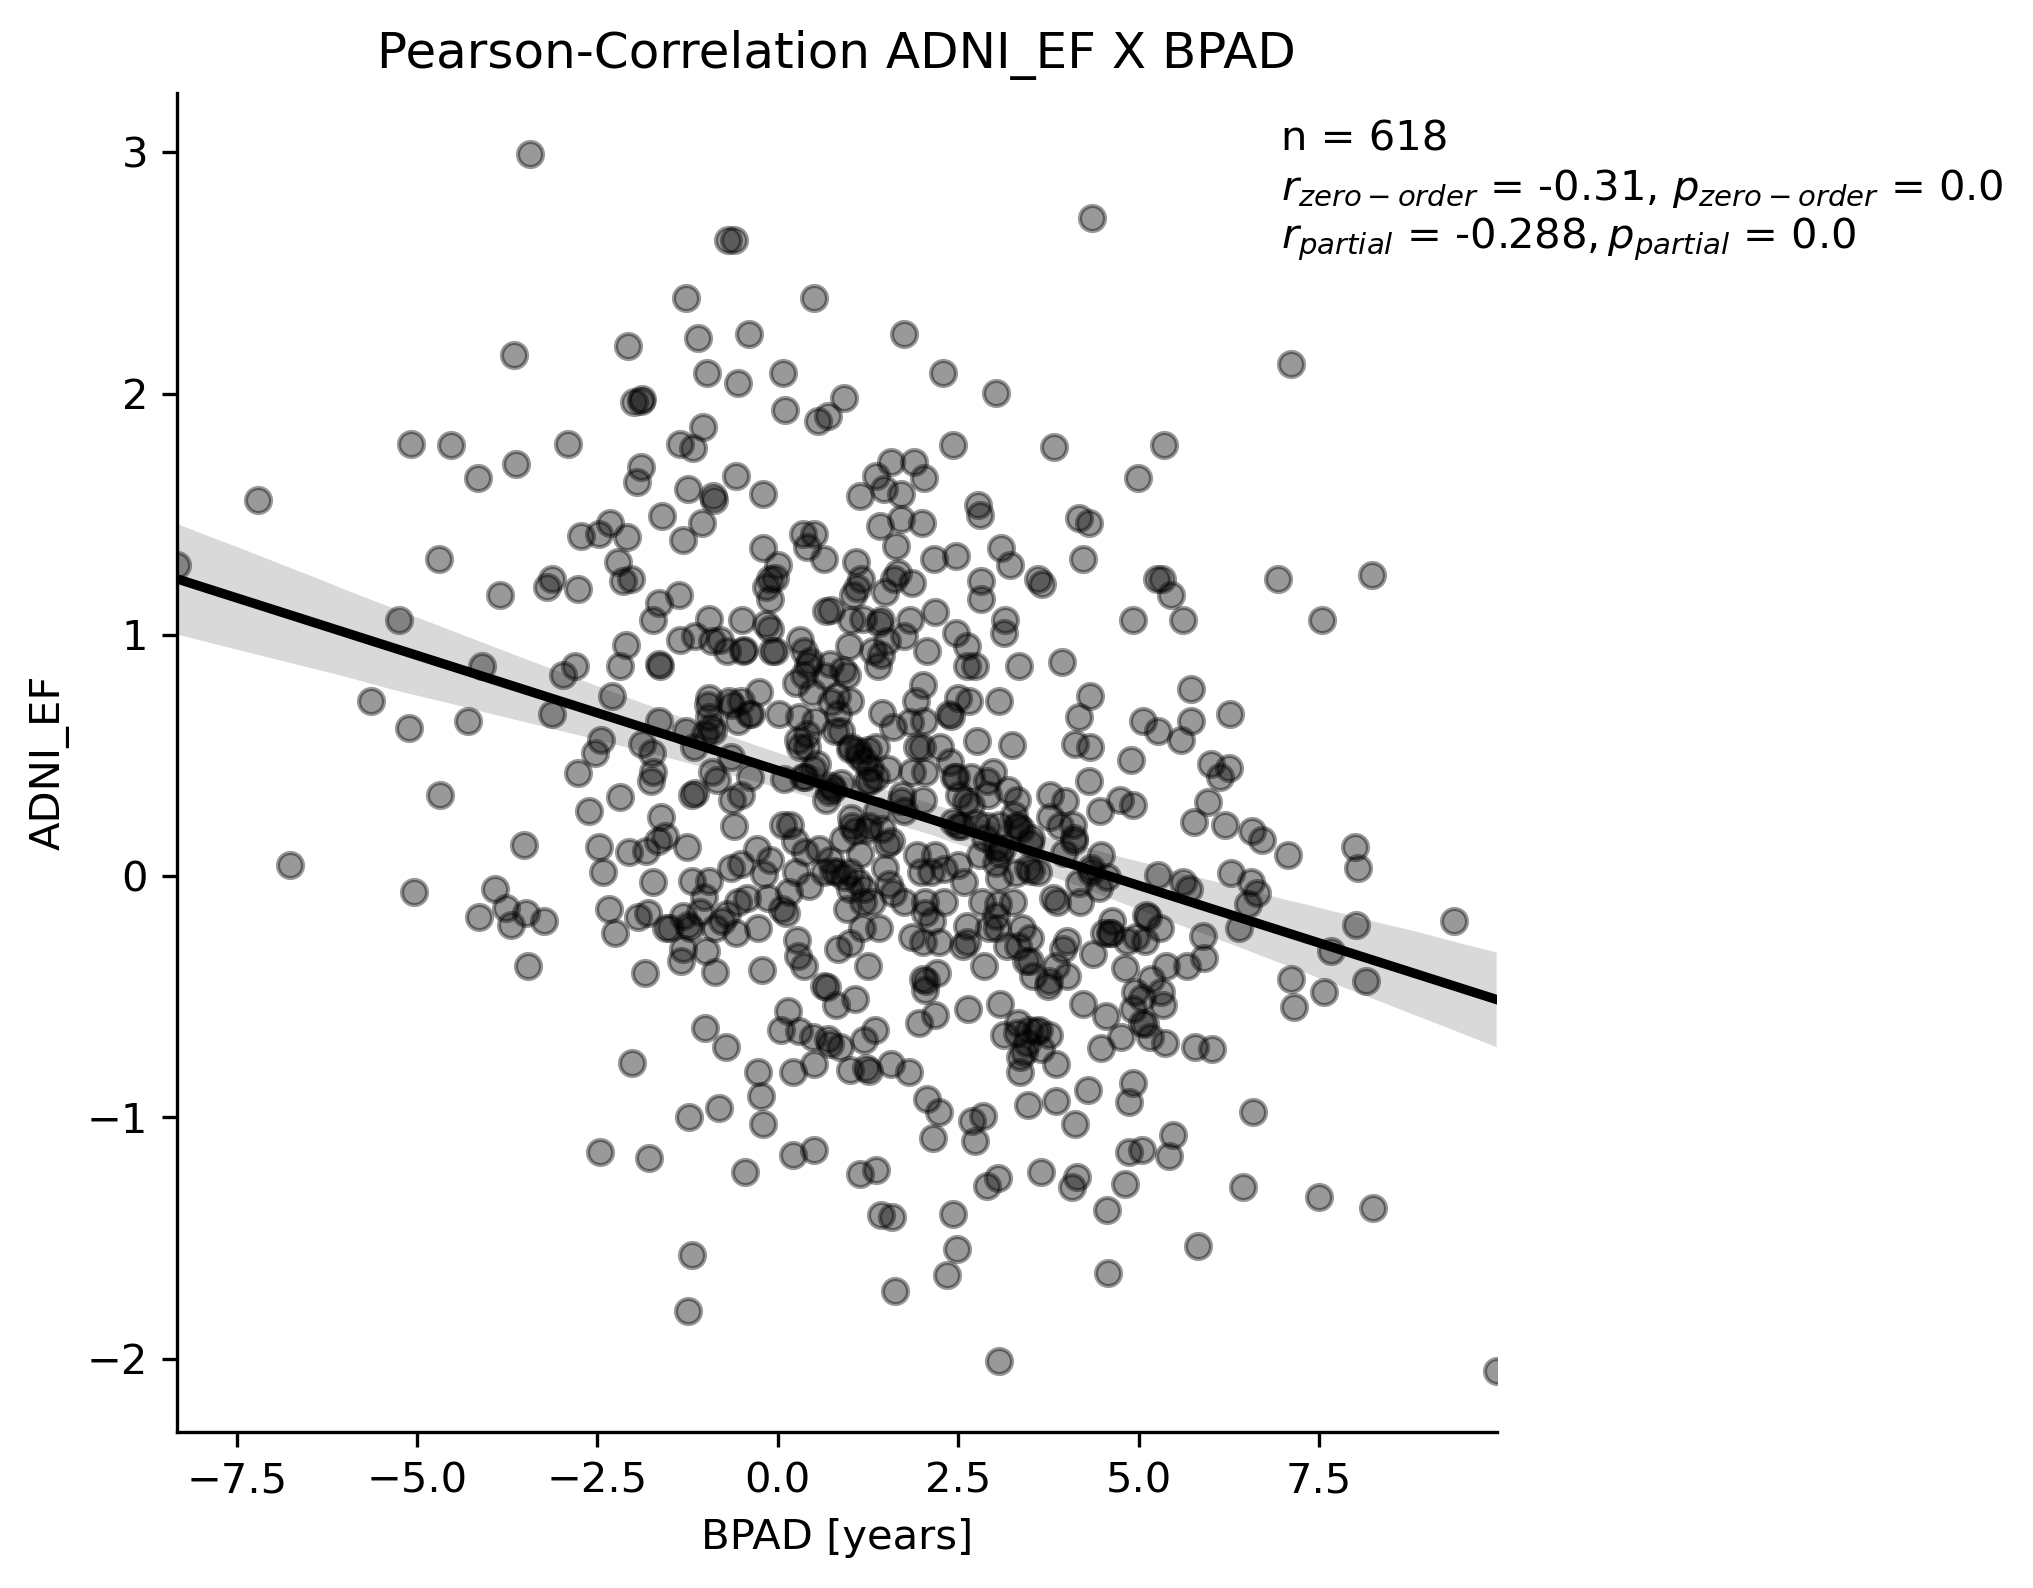 Pearson-Correlation ADNI_EF X BPAD
n = 618
r_zero−order = -0.31, p_zero−order = 0.0
r_partial = -0.288, p_partial = 0.0
3
2
1
0
−1
−2
ADNI_EF
−7.5 −5.0 −2.5 0.0 2.5 5.0 7.5
BPAD [years]